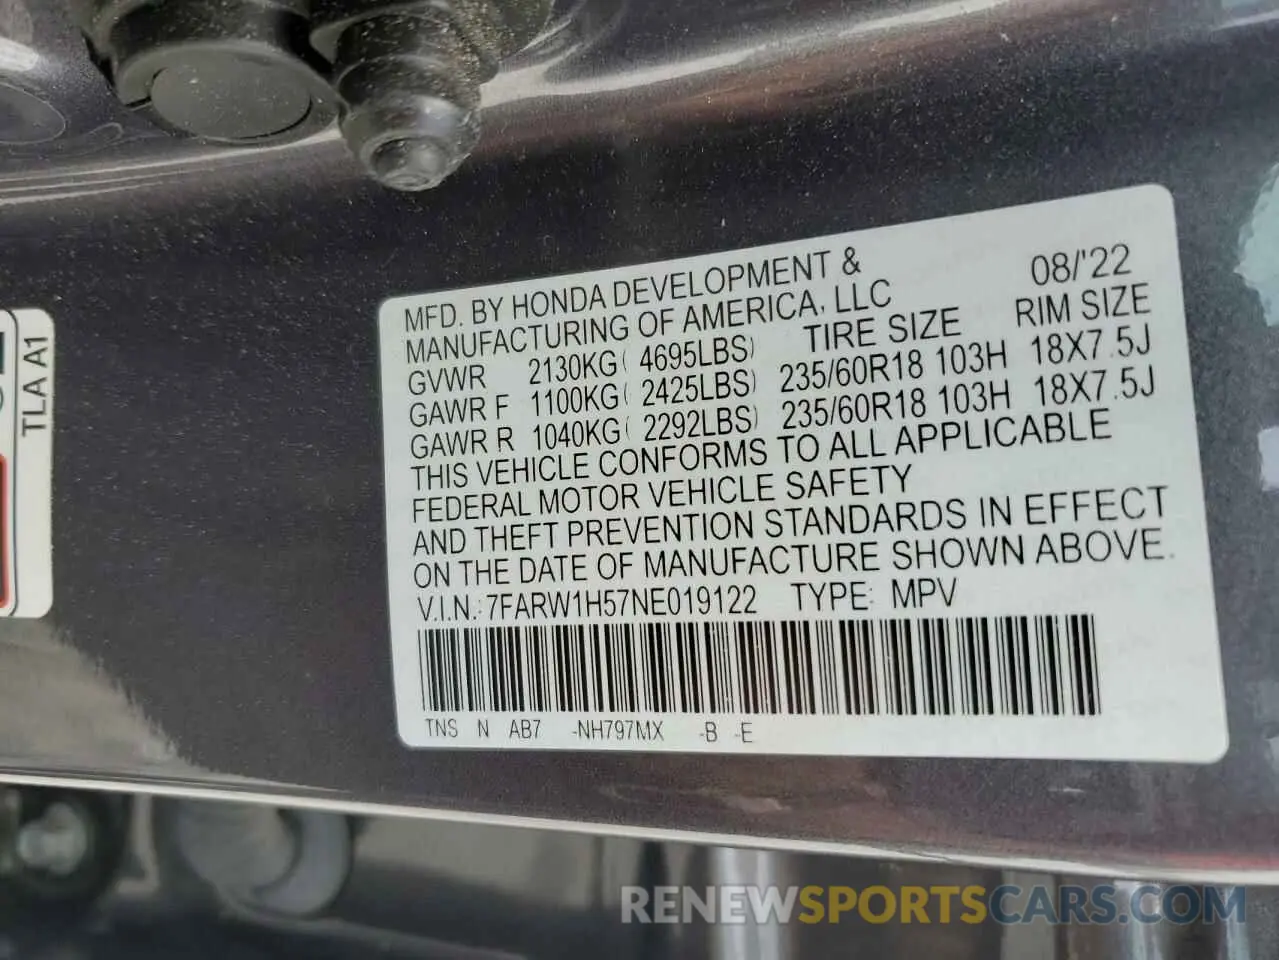 MFD. BY HONDA DEVELOPMENT &
MANUFACTURING OF AMERICA, LLC 08/'22
GVWR 2130KG( 4695LBS) TIRE SIZE RIM SIZE
GAWR F 1100KG( 2425LBS) 235/60R18 103H 18X7.5J
GAWR R 1040KG( 2292LBS) 235/60R18 103H 18X7.5J
THIS VEHICLE CONFORMS TO ALL APPLICABLE
FEDERAL MOTOR VEHICLE SAFETY
AND THEFT PREVENTION STANDARDS IN EFFECT
ON THE DATE OF MANUFACTURE SHOWN ABOVE.
V.I.N.: 7FARW1H57NE019122 TYPE: MPV
TNS N AB7 -NH797MX -B -E
TLA A1
RENEWSPORTSCARS.COM